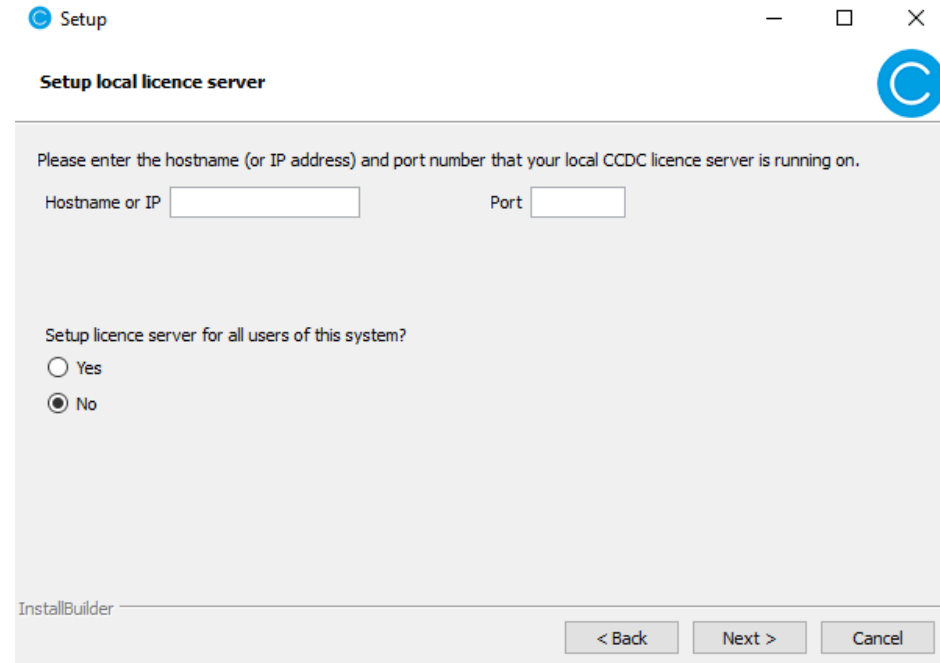 Setup
Setup local licence server
Please enter the hostname (or IP address) and port number that your local CCDC licence server is running on.
Hostname or IP Port
Setup licence server for all users of this system?
Yes
No
InstallBuilder
< Back Next > Cancel